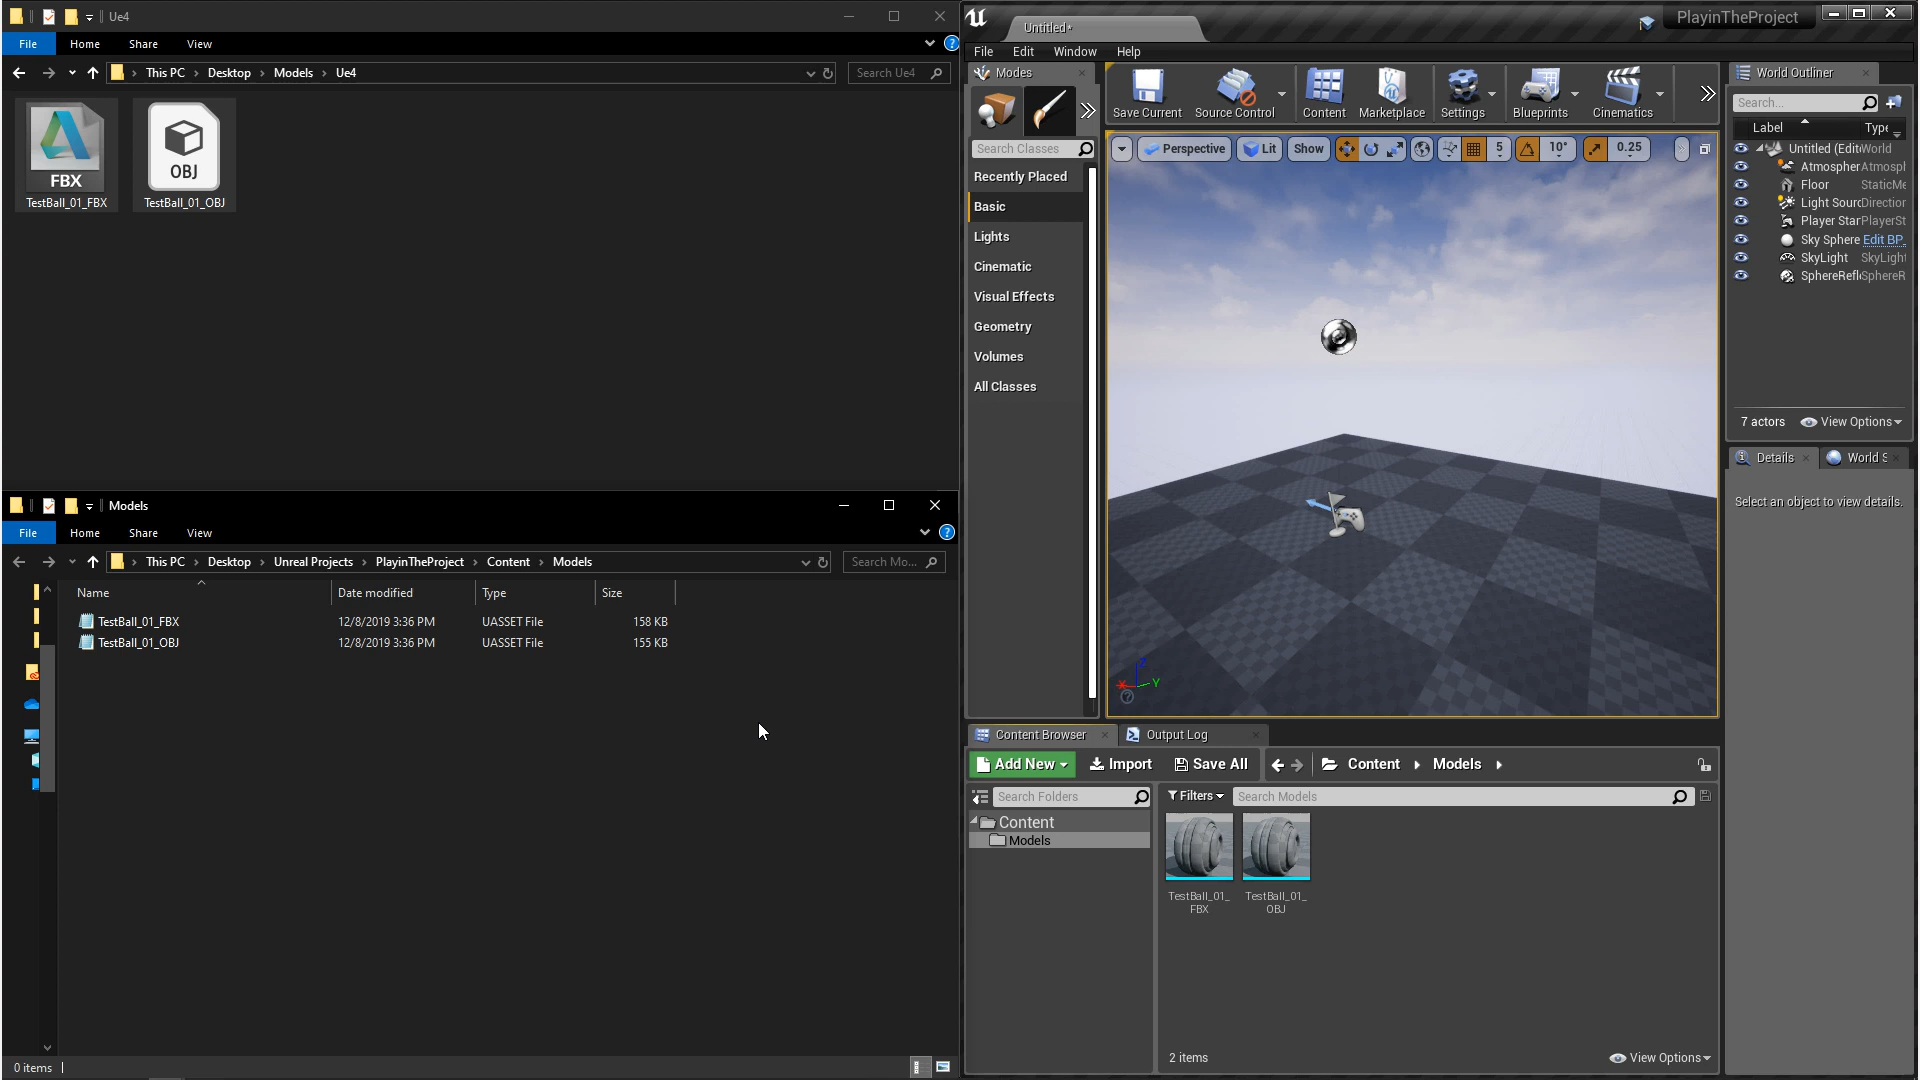 Ue4
File Home Share View
This PC Desktop Models Ue4
Search Ue4
FBX
TestBall_01_FBX
OBJ
TestBall_01_OBJ
Models
File Home Share View
This PC Desktop Unreal Projects PlayinTheProject Content Models
Search Mo...
Name Date modified Type Size
TestBall_01_FBX 12/8/2019 3:36 PM UASSET File 158 KB
TestBall_01_OBJ 12/8/2019 3:36 PM UASSET File 155 KB
0 items
Untitled*
PlayinTheProject
File Edit Window Help
Modes
Search Classes
Recently Placed
Basic
Lights
Cinematic
Visual Effects
Geometry
Volumes
All Classes
Save Current Source Control Content Marketplace Settings Blueprints Cinematics
Perspective Lit Show 5 10° 0.25
X Y Z
World Outliner
Search...
Label Type
Untitled (Edit World
Atmospher Atmosph
Floor StaticMe
Light Sourc Direction
Player Star PlayerSt
Sky Sphere Edit BP_
SkyLight SkyLight
SphereRefle SphereR
7 actors View Options
Details World S
Select an object to view details.
Content Browser Output Log
Add New Import Save All Content Models
Search Folders
Content
Models
Filters Search Models
TestBall_01_
FBX
TestBall_01_
OBJ
2 items View Options